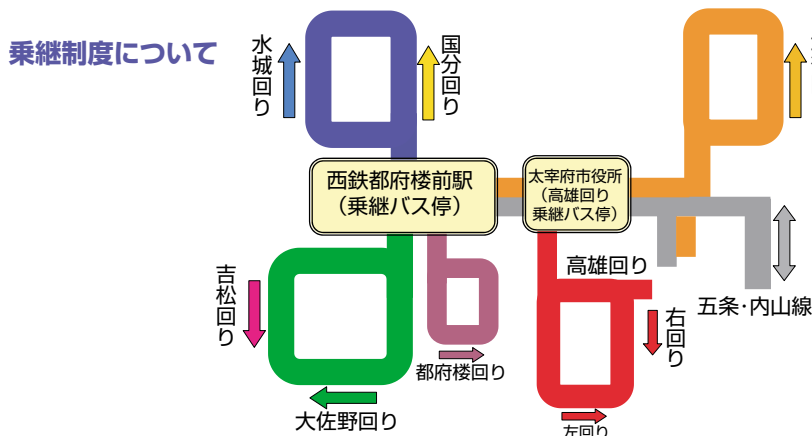 乗継制度について
水城回り
国分回り
西鉄都府楼前駅
（乗継バス停）
太宰府市役所
（高雄回り
乗継バス停）
高雄回り
五条・内山線
吉松回り
右回り
都府楼回り
大佐野回り
左回り